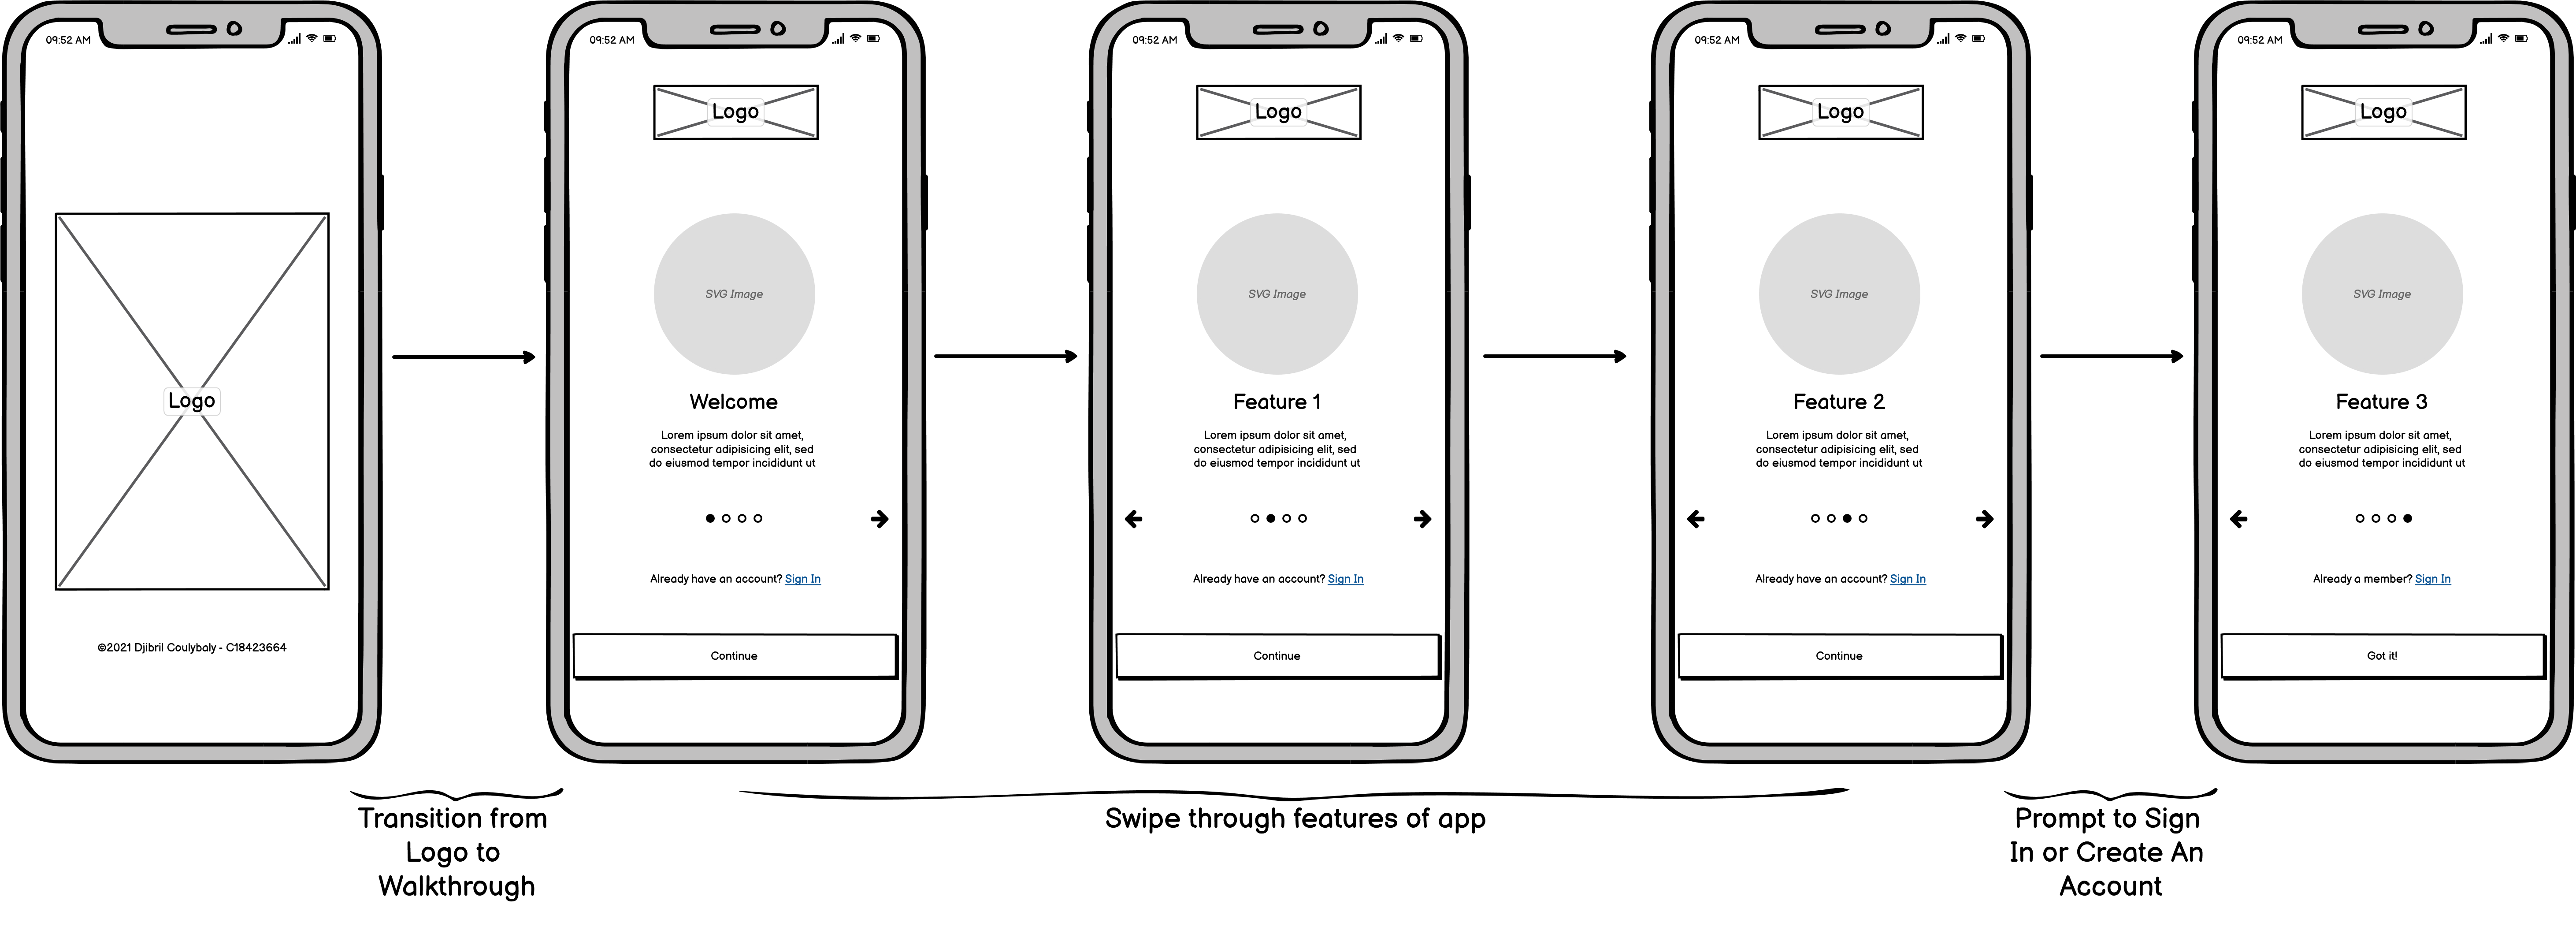 09:52 AM
Logo
©2021 Djibril Coulybaly - C18423664
09:52 AM
Logo
SVG Image
Welcome
Lorem ipsum dolor sit amet,
consectetur adipisicing elit, sed
do eiusmod tempor incididunt ut
Already have an account? Sign In
Continue
09:52 AM
Logo
SVG Image
Feature 1
Lorem ipsum dolor sit amet,
consectetur adipisicing elit, sed
do eiusmod tempor incididunt ut
Already have an account? Sign In
Continue
09:52 AM
Logo
SVG Image
Feature 2
Lorem ipsum dolor sit amet,
consectetur adipisicing elit, sed
do eiusmod tempor incididunt ut
Already have an account? Sign In
Continue
09:52 AM
Logo
SVG Image
Feature 3
Lorem ipsum dolor sit amet,
consectetur adipisicing elit, sed
do eiusmod tempor incididunt ut
Already a member? Sign In
Got it!
Transition from
Logo to
Walkthrough
Swipe through features of app
Prompt to Sign
In or Create An
Account